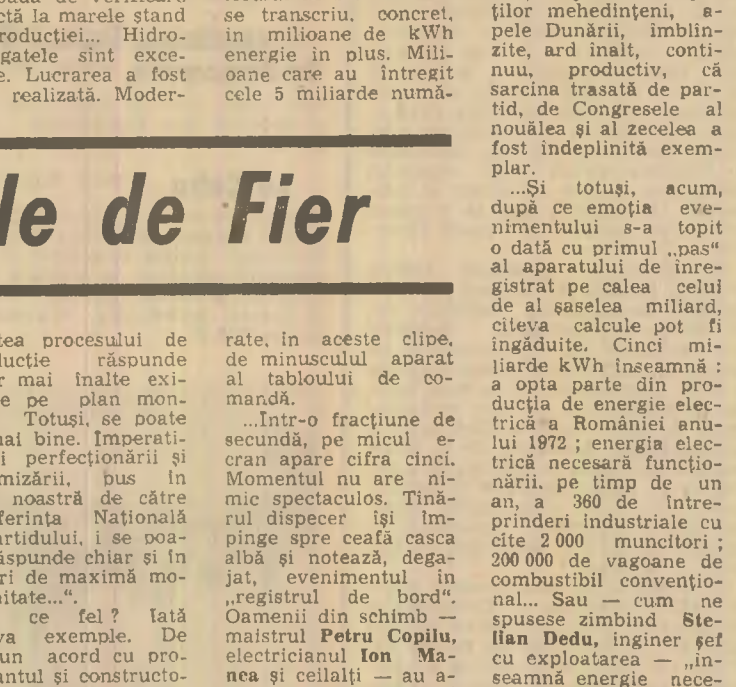 ctă la marele ștand
roducției... Hidro-
gatele sînt exce-
e. Lucrarea a fost
realizată. Moder-
le de Fier
tea procesului de
ducție răspunde
r mai înalte exi-
e pe plan mon-
Totuși, se poate
mai bine. Imperati-
i perfecționării și
mizării, pus în
noastră de către
ferința Națională
artidului, i se poa-
ăspunde chiar și în
ri de maximă mo-
itate...“.
ce fel ? Iată
va exemple. De
un acord cu pro-
antul și constructo-
se transcriu, concret,
în milioane de kWh
energie în plus. Mili-
oane care au întregit
cele 5 miliarde numă-
rate, în aceste clipe,
de minusculul aparat
al tabloului de co-
mandă.
...Într-o fracțiune de
secundă, pe micul e-
cran apare cifra cinci.
Momentul nu are ni-
mic spectaculos. Tînă-
rul dispecer își îm-
pinge spre ceafă casca
albă și notează, dega-
jat, evenimentul în
„registrul de bord“.
Oamenii din schimb —
maistrul Petru Copilu,
electricianul Ion Ma-
nea și ceilalți — au a-
ților mehedințeni, a-
pele Dunării, îmblîn-
zite, ard înalt, conti-
nuu, productiv, că
sarcina trasată de par-
tid, de Congresele al
nouălea și al zecelea a
fost îndeplinită exem-
plar.
...Și totuși, acum,
după ce emoția eve-
nimentului s-a topit
o dată cu primul „pas“
al aparatului de înre-
gistrat pe calea celui
de al șaselea miliard,
cîteva calcule pot fi
îngăduite. Cinci mi-
liarde kWh înseamnă :
a opta parte din pro-
ducția de energie elec-
trică a României anu-
lui 1972 ; energia elec-
trică necesară funcțio-
nării, pe timp de un
an, a 360 de între-
prinderi industriale cu
cîte 2 000 muncitori ;
200 000 de vagoane de
combustibil convențio-
nal... Sau — cum ne
spusese zîmbind Ste-
lian Dedu, inginer șef
cu exploatarea — „în-
seamnă energie nece-